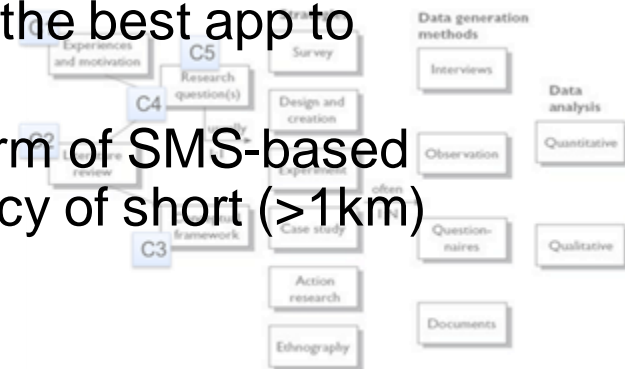 the best app to
rm of SMS-based
cy of short (>1km)
Experiences
and motivation
C5
Research
question(s)
C4
review
C3
framework
Strategies
Survey
Design and
creation
Experiment
Case study
Action
research
Ethnography
often
Data generation
methods
Interviews
Observation
Question-
naires
Documents
Data
analysis
Quantitative
Qualitative